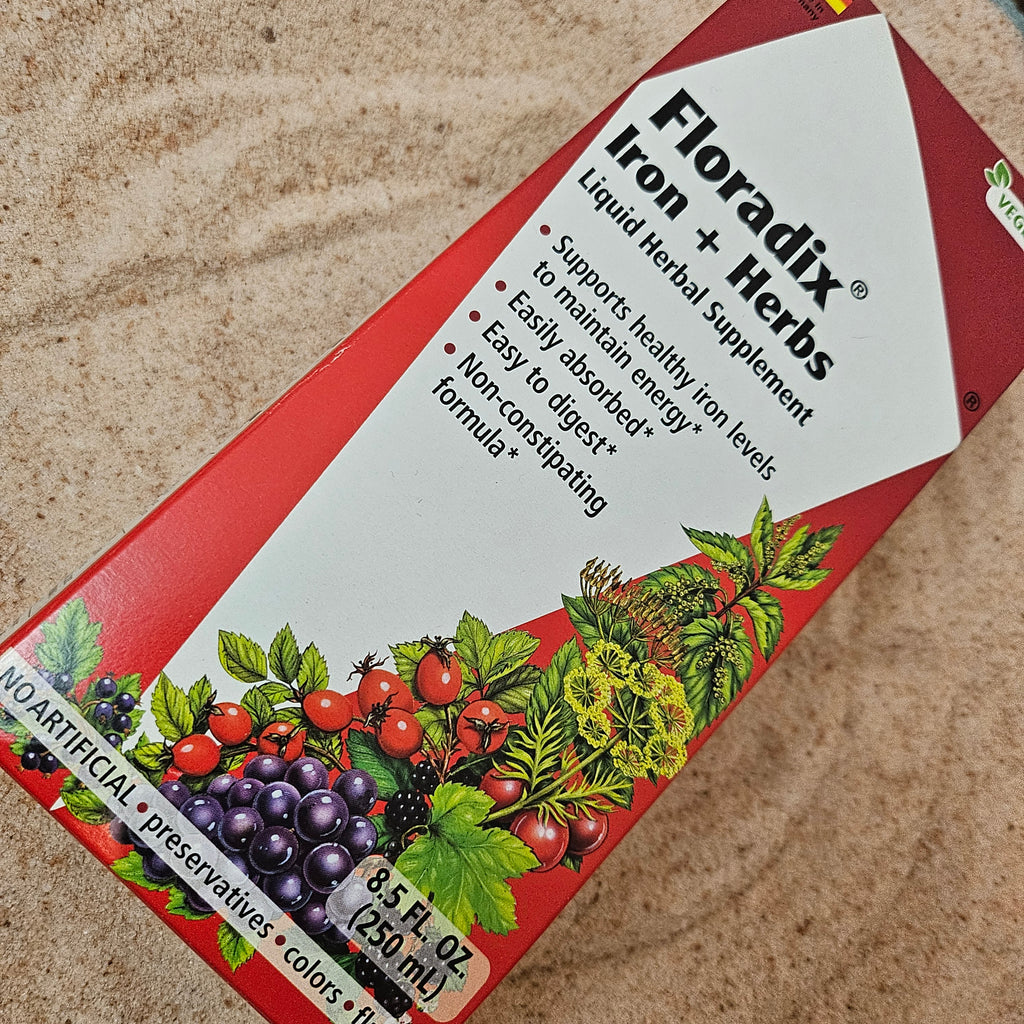 Floradix®
Iron + Herbs
Liquid Herbal Supplement
• Supports healthy iron levels
to maintain energy*
• Easily absorbed*
• Easy to digest*
• Non-constipating
formula*
®
NO ARTIFICIAL • preservatives • colors •
8.5 FL. OZ.
(250 mL)